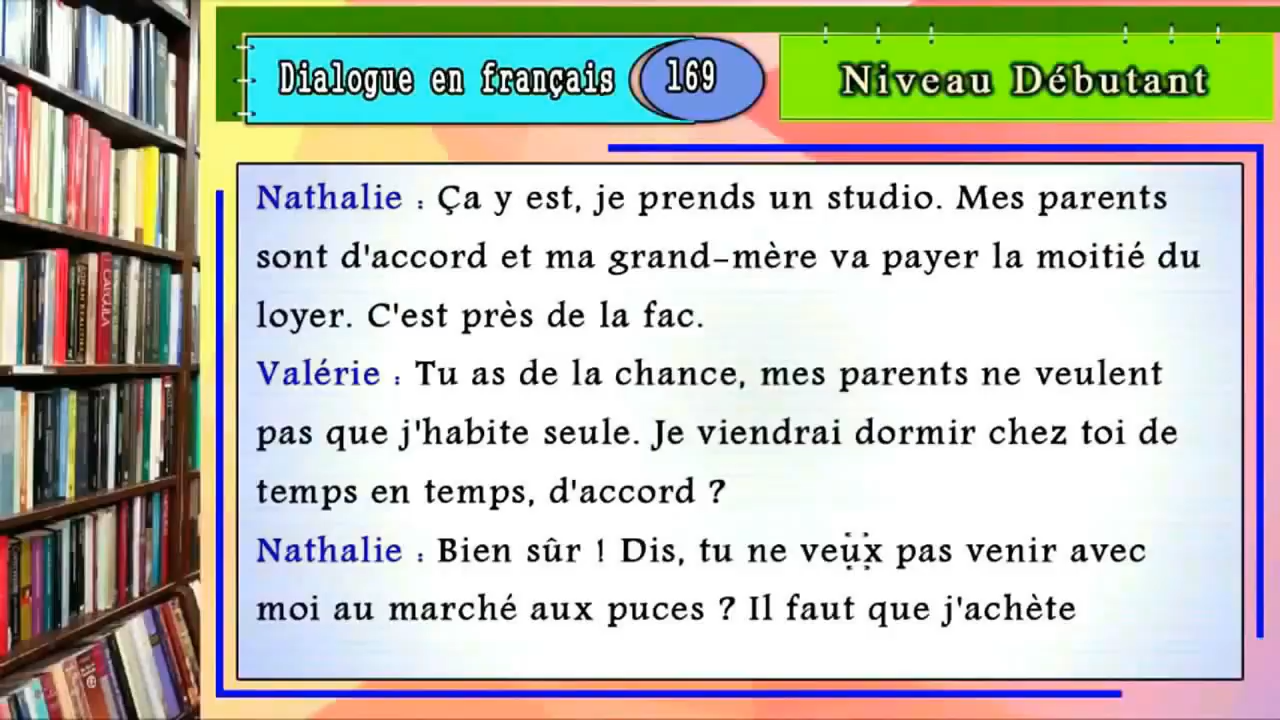 Dialogue en français 169
Niveau Débutant
Nathalie : Ça y est, je prends un studio. Mes parents
sont d'accord et ma grand-mère va payer la moitié du
loyer. C'est près de la fac.
Valérie : Tu as de la chance, mes parents ne veulent
pas que j'habite seule. Je viendrai dormir chez toi de
temps en temps, d'accord ?
Nathalie : Bien sûr ! Dis, tu ne veux pas venir avec
moi au marché aux puces ? Il faut que j'achète